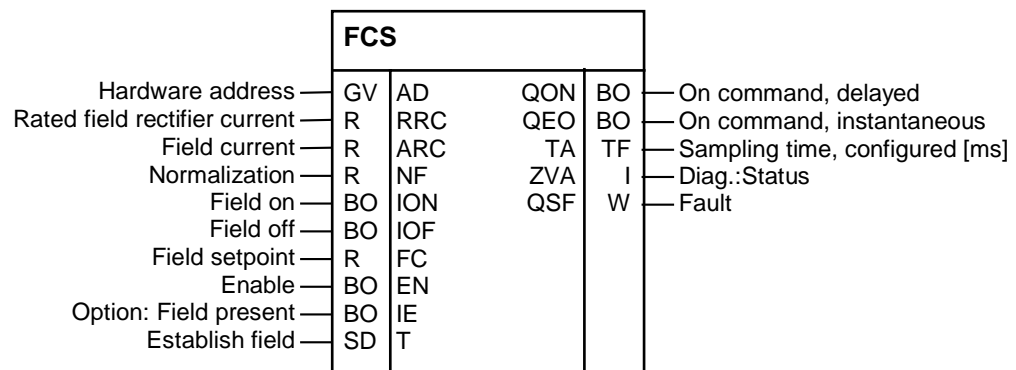 FCS
Hardware address GV AD QON BO On command, delayed
Rated field rectifier current R RRC QEO BO On command, instantaneous
Field current R ARC TA TF Sampling time, configured [ms]
Normalization R NF ZVA I Diag.:Status
Field on BO ION QSF W Fault
Field off BO IOF
Field setpoint R FC
Enable BO EN
Option: Field present BO IE
Establish field SD T